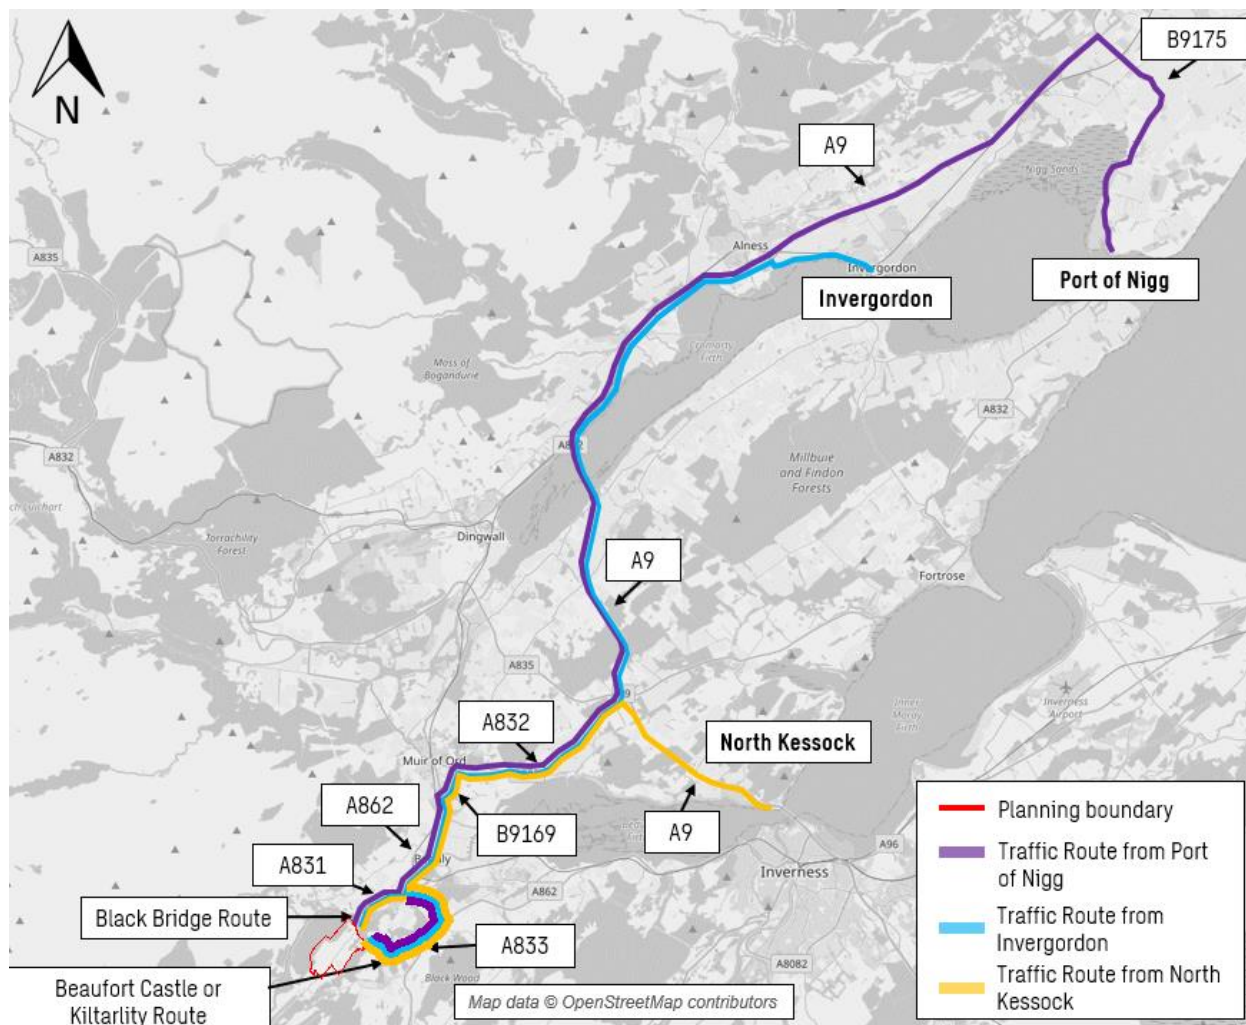 N
B9175
A9
A835
Nigg Sands
Alness
Invergordon
Invergordon
Port of Nigg
Cromarty
Firth
Moss of
Bogandurie
A832
A832
Millbuie
and Findon
Forests
Torrachility
Forest
Dingwall
A9
Fortrose
A835
Inverness
Airport
Inner
Moray
Firth
A832
North Kessock
Muir of Ord
A862
B9169
A9
A96
A831
Inverness
A862
Black Bridge Route
A833
A8082
Black Wood
Beaufort Castle or
Kiltarlity Route
Map data © OpenStreetMap contributors
Planning boundary
Traffic Route from Port
of Nigg
Traffic Route from
Invergordon
Traffic Route from North
Kessock